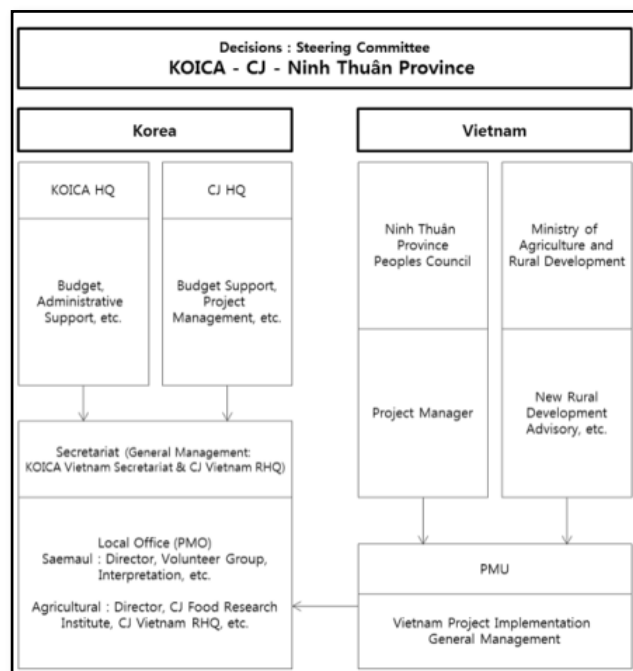 Decisions : Steering Committee
KOICA - CJ - Ninh Thuân Province
Korea
KOICA HQ
Budget,
Administrative
Support, etc.
CJ HQ
Budget Support,
Project
Management, etc.
Secretariat (General Management:
KOICA Vietnam Secretariat & CJ Vietnam RHQ)
Local Office (PMO)
Saemaul : Director, Volunteer Group,
Interpretation, etc.
Agricultural : Director, CJ Food Research
Institute, CJ Vietnam RHQ, etc.
Vietnam
Ninh Thuân
Province
Peoples Council
Project Manager
Ministry of
Agriculture and
Rural Development
New Rural
Development
Advisory, etc.
PMU
Vietnam Project Implementation
General Management